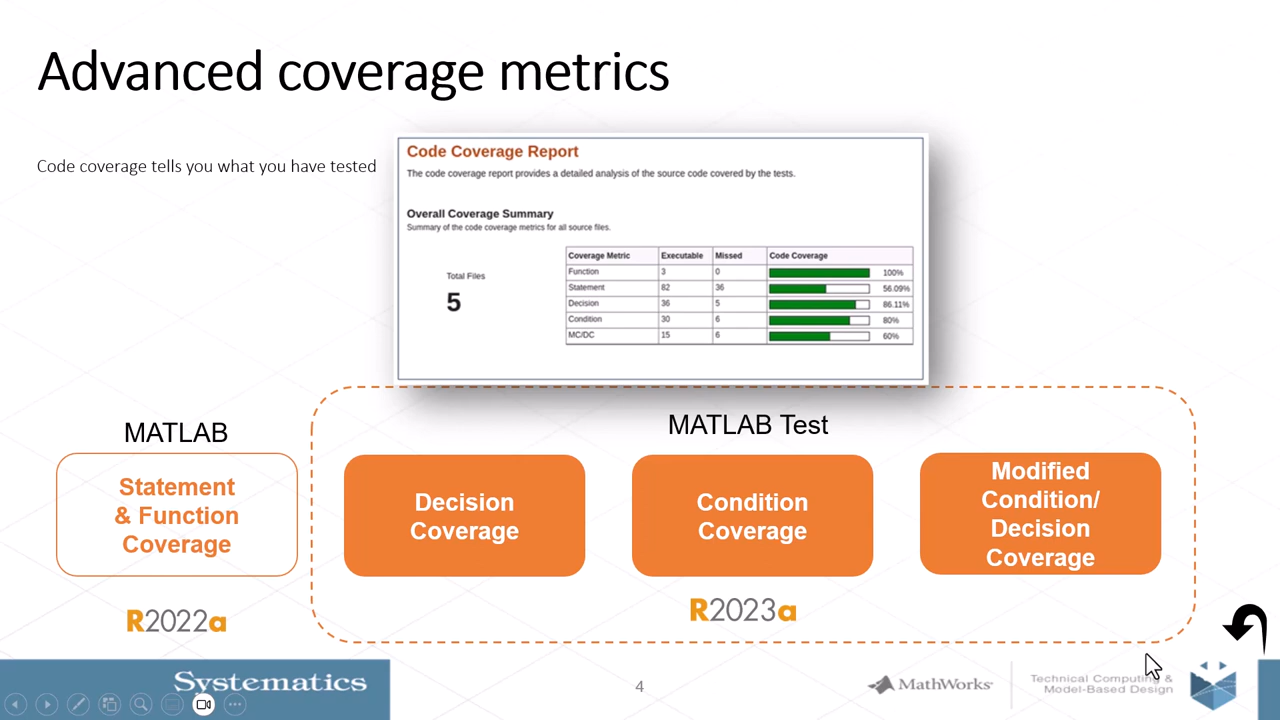 Advanced coverage metrics
Code coverage tells you what you have tested
Code Coverage Report
The code coverage report provides a detailed analysis of the source code covered by the tests.
Overall Coverage Summary
Summary of the code coverage metrics for all source files.
Total Files
5
Coverage Metric Executable Missed Code Coverage
Function 3 0 100%
Statement 82 36 56.09%
Decision 36 5 86.11%
Condition 30 6 80%
MC/DC 15 6 60%
MATLAB
Statement
& Function
Coverage
R2022a
MATLAB Test
Decision
Coverage
Condition
Coverage
Modified
Condition/
Decision
Coverage
R2023a
Systematics
4
MathWorks
Technical Computing &
Model-Based Design